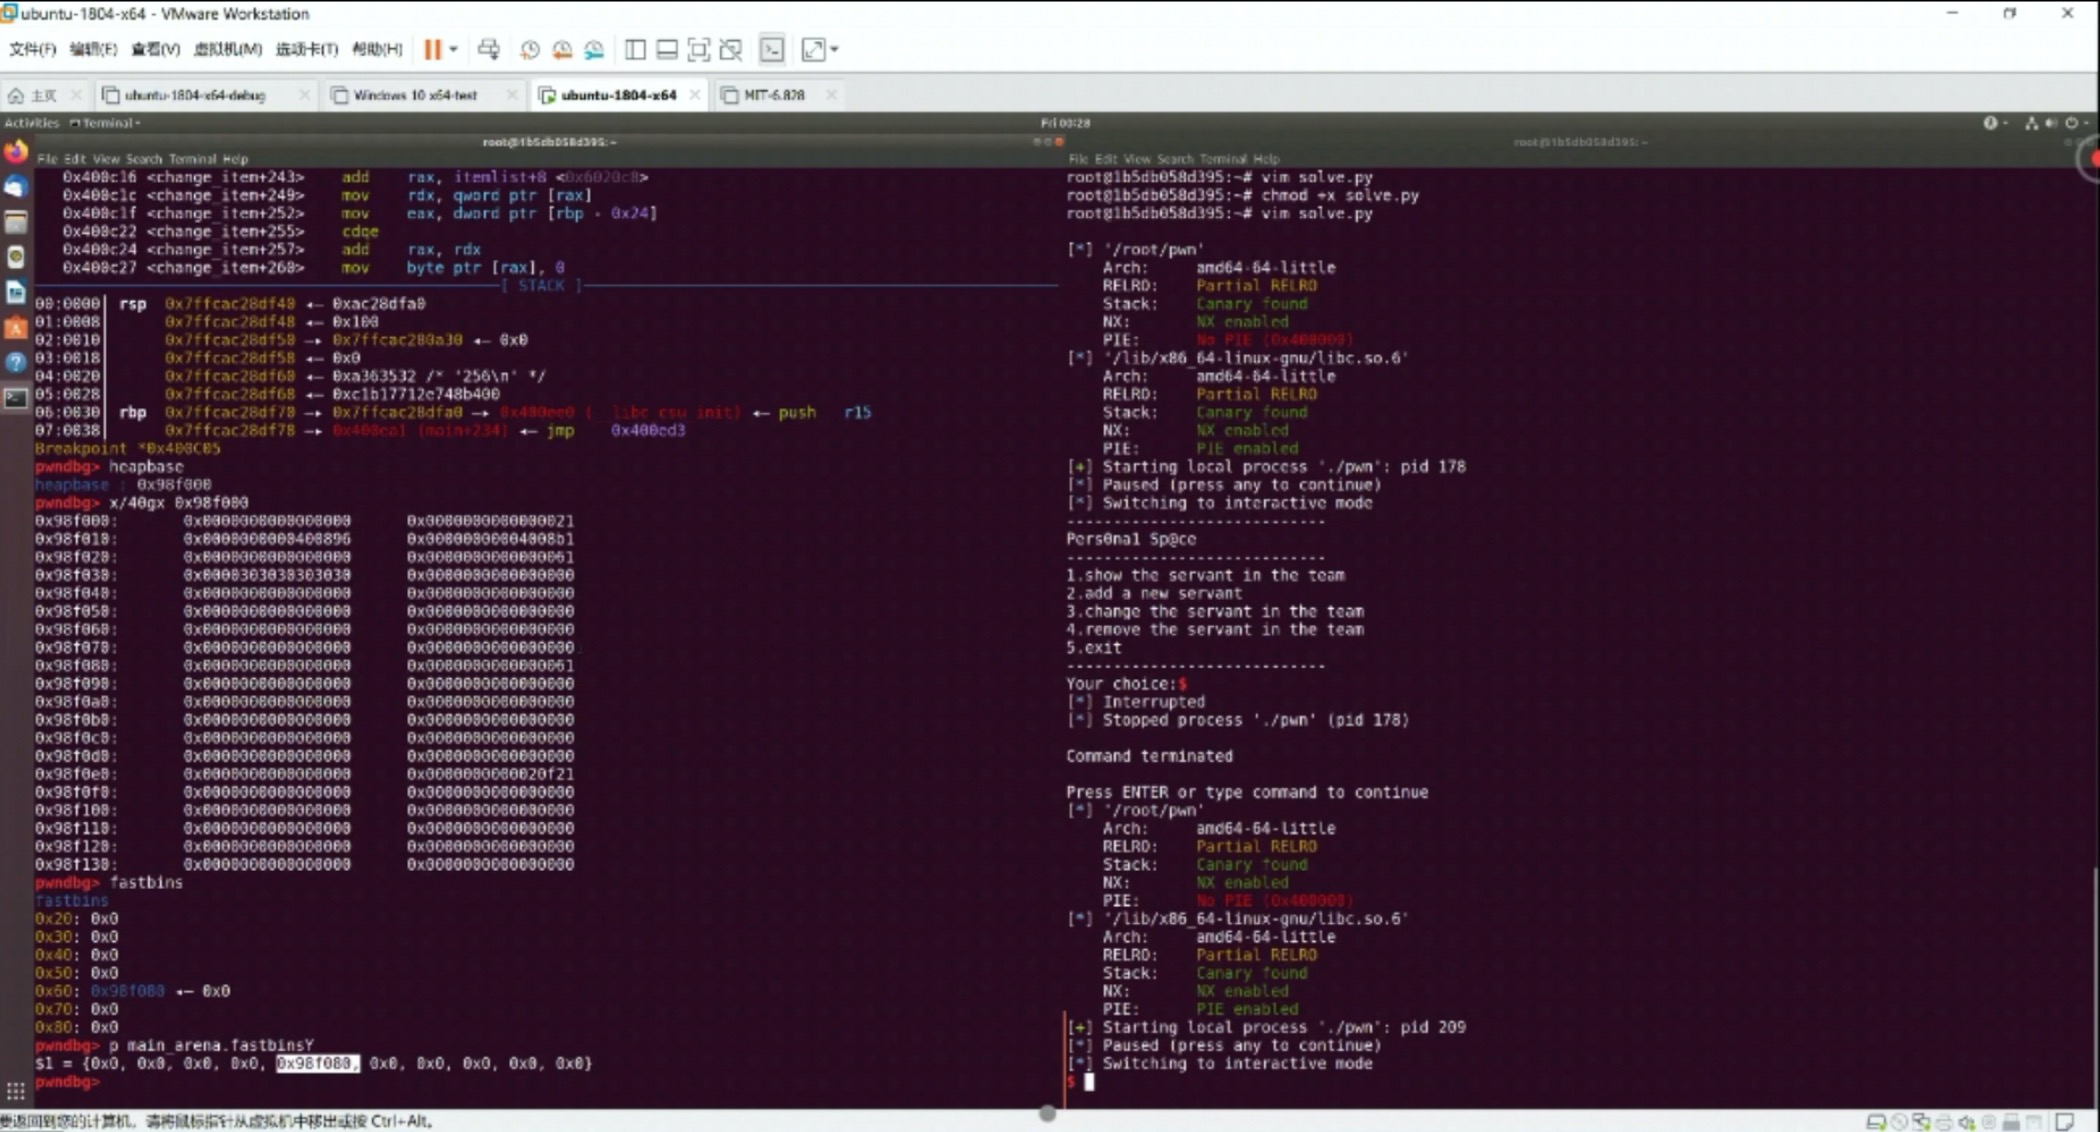 ubuntu-1804-x64 - VMware Workstation
文件(F) 编辑(E) 查看(V) 虚拟机(M) 选项卡(T) 帮助(H)
主页 ubuntu-1804-x64-debug Windows 10 x64-test ubuntu-1804-x64 MIT-6.828
Activities Terminal Fri 00:28
root@1b5db058d395: ~
File Edit View Search Terminal Help
0x400c16 <change_item+243> add rax, itemlist+8 <0x6020c8>
0x400c1c <change_item+249> mov rdx, qword ptr [rax]
0x400c1f <change_item+252> mov eax, dword ptr [rbp - 0x24]
0x400c22 <change_item+255> cdqe
0x400c24 <change_item+257> add rax, rdx
0x400c27 <change_item+260> mov byte ptr [rax], 0
[ STACK ]
00:0000│ rsp 0x7ffcac28df40 ◂— 0xac28dfa0
01:0008│ 0x7ffcac28df48 ◂— 0x100
02:0010│ 0x7ffcac28df50 —▸ 0x7ffcac280a30 ◂— 0x0
03:0018│ 0x7ffcac28df58 ◂— 0x0
04:0020│ 0x7ffcac28df60 ◂— 0xa363532 /* '256\n' */
05:0028│ 0x7ffcac28df68 ◂— 0xc1b17712e748b400
06:0030│ rbp 0x7ffcac28df70 —▸ 0x7ffcac28dfa0 —▸ 0x400ee0 (__libc_csu_init) ◂— push r15
07:0038│ 0x7ffcac28df78 —▸ 0x400ea1 (main+234) ◂— jmp 0x400ed3
Breakpoint *0x400C05
pwndbg> heapbase
heapbase : 0x98f000
pwndbg> x/40gx 0x98f000
0x98f000: 0x0000000000000000 0x0000000000000021
0x98f010: 0x0000000000400896 0x00000000004008b1
0x98f020: 0x0000000000000000 0x0000000000000061
0x98f030: 0x0000303030303030 0x0000000000000000
0x98f040: 0x0000000000000000 0x0000000000000000
0x98f050: 0x0000000000000000 0x0000000000000000
0x98f060: 0x0000000000000000 0x0000000000000000
0x98f070: 0x0000000000000000 0x0000000000000000
0x98f080: 0x0000000000000000 0x0000000000000061
0x98f090: 0x0000000000000000 0x0000000000000000
0x98f0a0: 0x0000000000000000 0x0000000000000000
0x98f0b0: 0x0000000000000000 0x0000000000000000
0x98f0c0: 0x0000000000000000 0x0000000000000000
0x98f0d0: 0x0000000000000000 0x0000000000000000
0x98f0e0: 0x0000000000000000 0x0000000000020f21
0x98f0f0: 0x0000000000000000 0x0000000000000000
0x98f100: 0x0000000000000000 0x0000000000000000
0x98f110: 0x0000000000000000 0x0000000000000000
0x98f120: 0x0000000000000000 0x0000000000000000
0x98f130: 0x0000000000000000 0x0000000000000000
pwndbg> fastbins
fastbins
0x20: 0x0
0x30: 0x0
0x40: 0x0
0x50: 0x0
0x60: 0x98f080 ◂— 0x0
0x70: 0x0
0x80: 0x0
pwndbg> p main_arena.fastbinsY
$1 = {0x0, 0x0, 0x0, 0x0, 0x98f080, 0x0, 0x0, 0x0, 0x0, 0x0}
pwndbg>
root@1b5db058d395: ~
File Edit View Search Terminal Help
root@1b5db058d395:~# vim solve.py
root@1b5db058d395:~# chmod +x solve.py
root@1b5db058d395:~# vim solve.py
[*] '/root/pwn'
Arch: amd64-64-little
RELRO: Partial RELRO
Stack: Canary found
NX: NX enabled
PIE: No PIE (0x400000)
[*] '/lib/x86_64-linux-gnu/libc.so.6'
Arch: amd64-64-little
RELRO: Partial RELRO
Stack: Canary found
NX: NX enabled
PIE: PIE enabled
[+] Starting local process './pwn': pid 178
[*] Paused (press any to continue)
[*] Switching to interactive mode
----------------------------
Pers0nal Sp@ce
----------------------------
1.show the servant in the team
2.add a new servant
3.change the servant in the team
4.remove the servant in the team
5.exit
----------------------------
Your choice:$
[*] Interrupted
[*] Stopped process './pwn' (pid 178)
Command terminated
Press ENTER or type command to continue
[*] '/root/pwn'
Arch: amd64-64-little
RELRO: Partial RELRO
Stack: Canary found
NX: NX enabled
PIE: No PIE (0x400000)
[*] '/lib/x86_64-linux-gnu/libc.so.6'
Arch: amd64-64-little
RELRO: Partial RELRO
Stack: Canary found
NX: NX enabled
PIE: PIE enabled
[+] Starting local process './pwn': pid 209
[*] Paused (press any to continue)
[*] Switching to interactive mode
$
要返回到您的计算机，请将鼠标指针从虚拟机中移出或按 Ctrl+Alt。